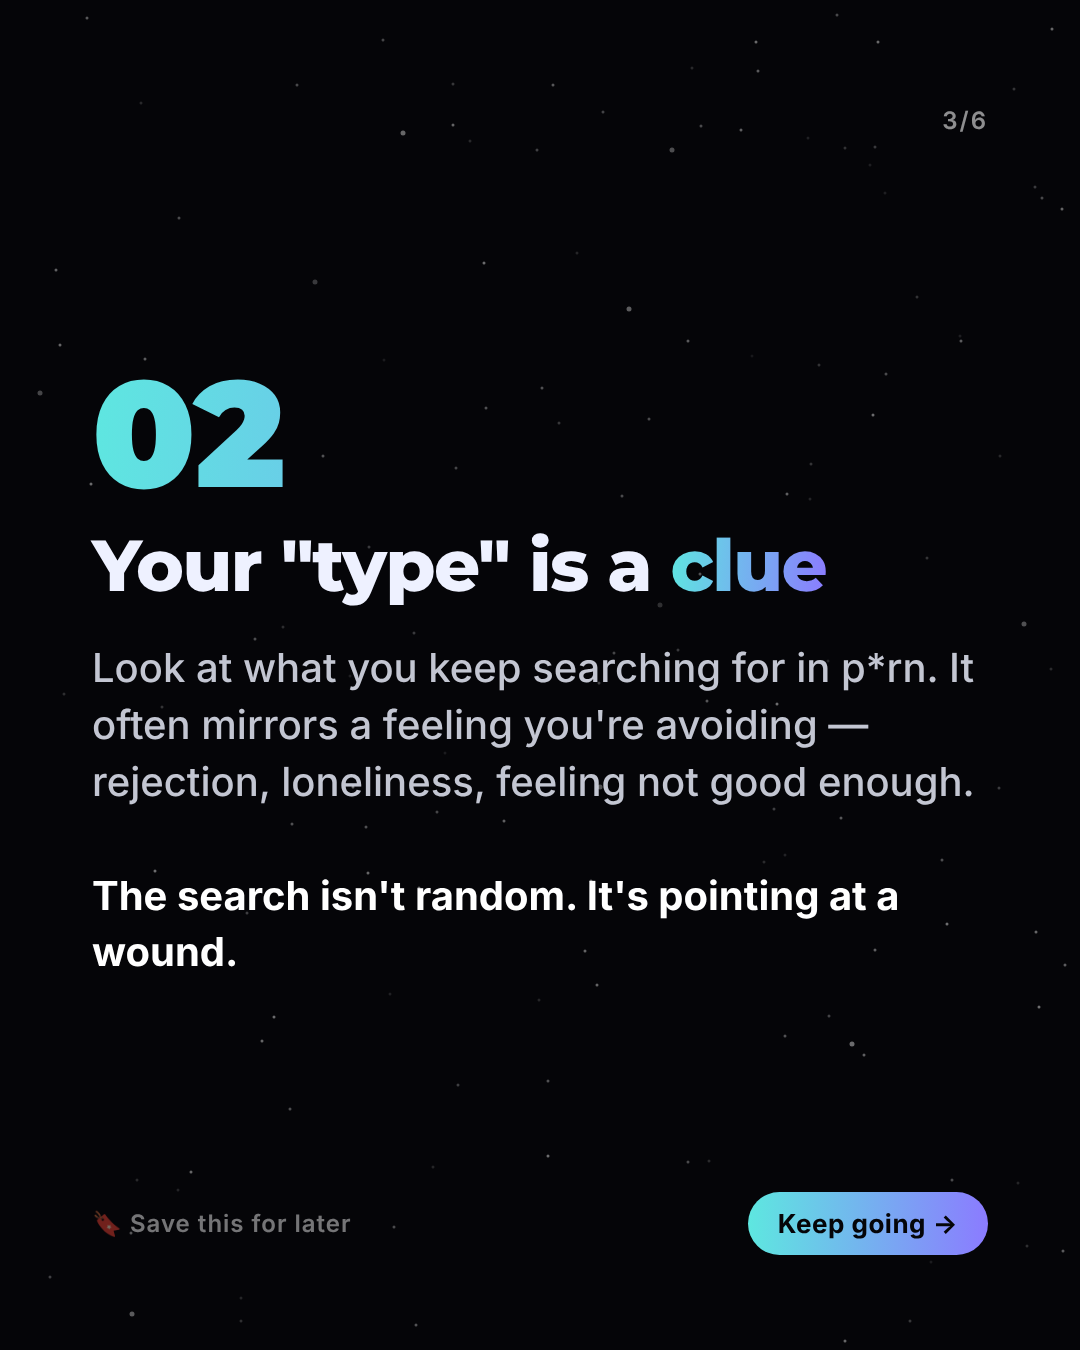 3/6
02
Your "type" is a clue
Look at what you keep searching for in p*rn. It
often mirrors a feeling you're avoiding —
rejection, loneliness, feeling not good enough.
The search isn't random. It's pointing at a
wound.
🔖 Save this for later
Keep going →